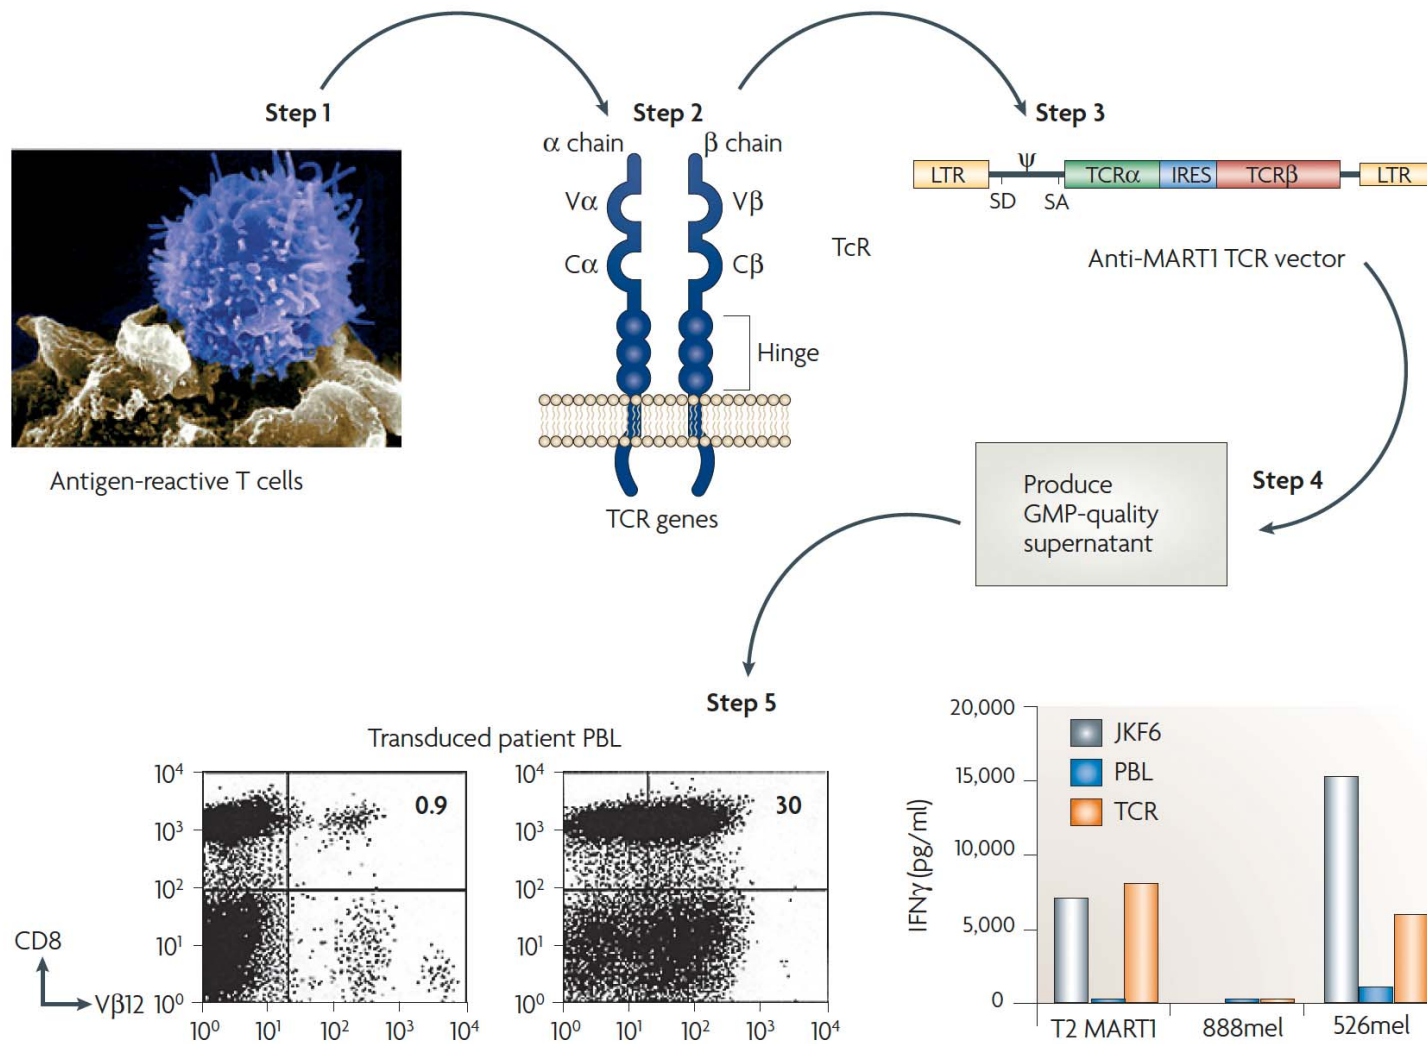 Step 1
Step 2
Step 3
α chain
β chain
Vα
Vβ
Cα
Cβ
TcR
Hinge
TCR genes
Antigen-reactive T cells
LTR
ψ
SD
SA
TCRα
IRES
TCRβ
LTR
Anti-MART1 TCR vector
Step 4
Produce
GMP-quality
supernatant
Step 5
Transduced patient PBL
10⁴
10³
10²
10¹
10⁰
0.9
10⁰ 10¹ 10² 10³ 10⁴
CD8
Vβ12
10⁴
10³
10²
10¹
10⁰
30
10⁰ 10¹ 10² 10³ 10⁴
IFNγ (pg/ml)
20,000
15,000
10,000
5,000
0
JKF6
PBL
TCR
T2 MART1
888mel
526mel